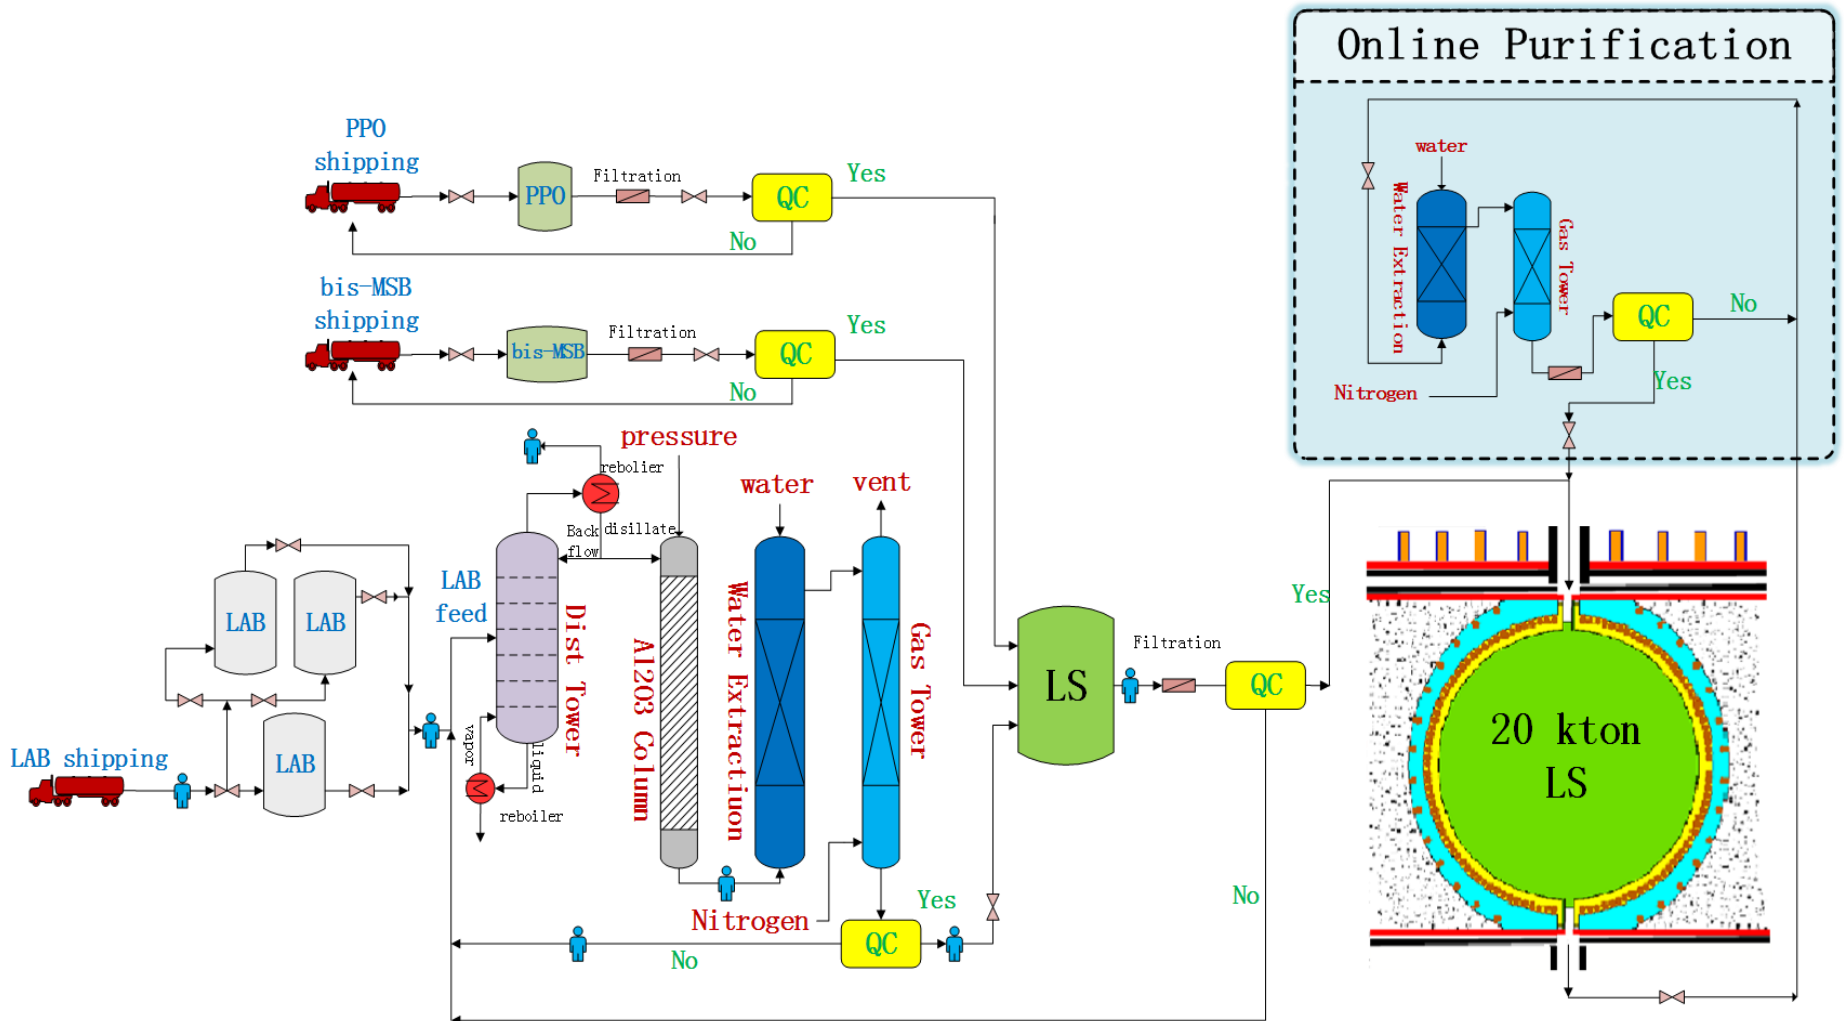 Online Purification
water
Water Extraction
Gas Tower
QC
No
Yes
Nitrogen
PPO
shipping
PPO
Filtration
QC
Yes
No
bis-MSB
shipping
bis-MSB
Filtration
QC
Yes
No
pressure
rebolier
water
vent
Back
flow
disillate
LAB
feed
Dist Tower
vapor
liquid
reboiler
Al2O3 Column
Water Extractiuon
Gas Tower
LAB
LAB
LAB
LAB shipping
Nitrogen
QC
Yes
No
LS
Filtration
QC
Yes
No
20 kton
LS